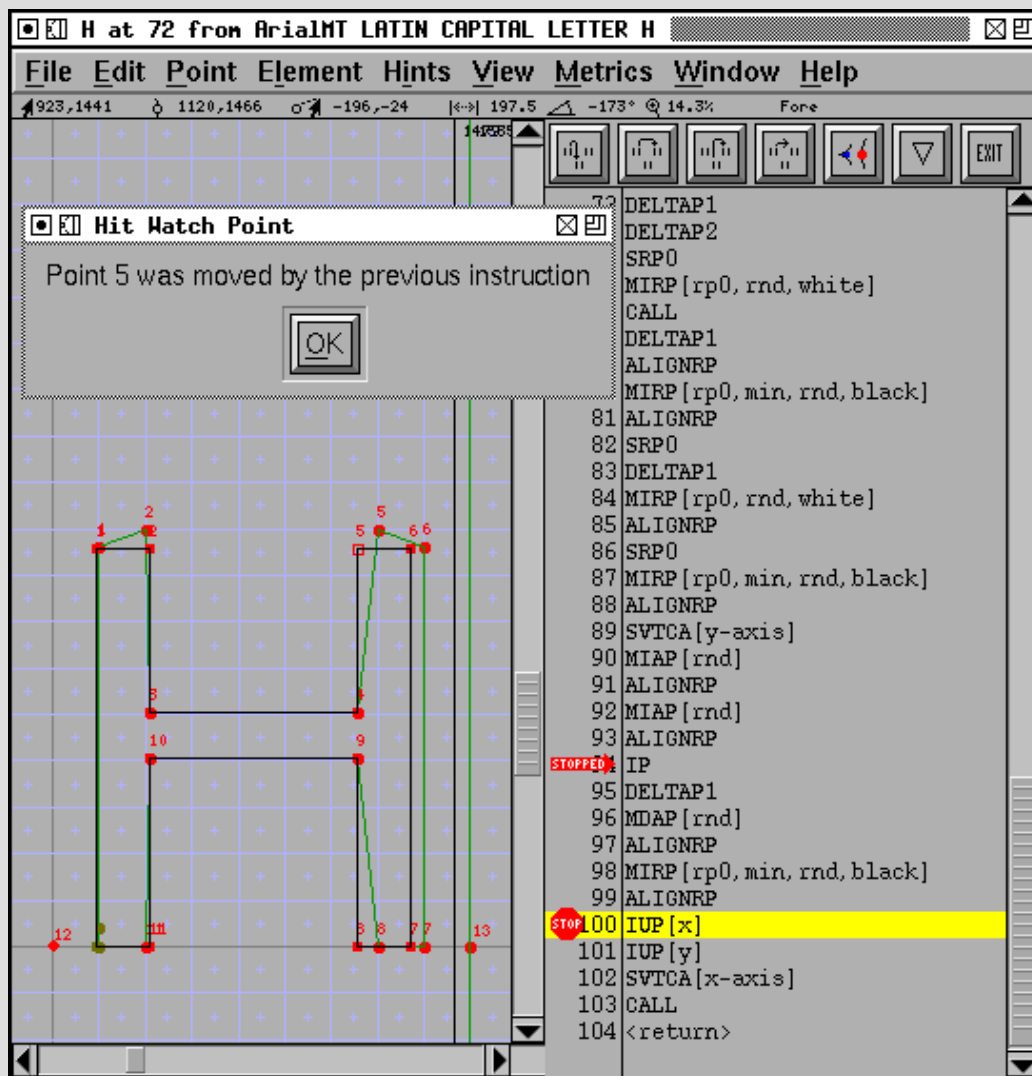 H at 72 from ArialMT LATIN CAPITAL LETTER H
File Edit Point Element Hints View Metrics Window Help
923,1441 1120,1466 -196,-24 197.5 -173° 14.3% Fore
EXIT
Hit Watch Point
Point 5 was moved by the previous instruction
OK
73 DELTAP1
DELTAP2
SRP0
MIRP[rp0,rnd,white]
CALL
DELTAP1
ALIGNRP
MIRP[rp0,min,rnd,black]
81 ALIGNRP
82 SRP0
83 DELTAP1
84 MIRP[rp0,rnd,white]
85 ALIGNRP
86 SRP0
87 MIRP[rp0,min,rnd,black]
88 ALIGNRP
89 SVTCA[y-axis]
90 MIAP[rnd]
91 ALIGNRP
92 MIAP[rnd]
93 ALIGNRP
STOPPED IP
95 DELTAP1
96 MDAP[rnd]
97 ALIGNRP
98 MIRP[rp0,min,rnd,black]
99 ALIGNRP
STOP 100 IUP[x]
101 IUP[y]
102 SVTCA[x-axis]
103 CALL
104 <return>
2 5
1 2 5 6 6
3
10 9
12 11 8 7 7 13